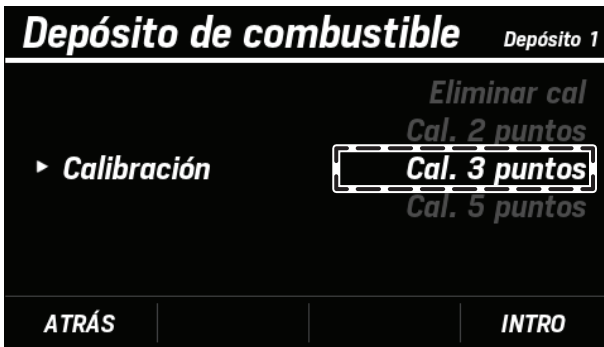 Depósito de combustible Depósito 1
Eliminar cal
Cal. 2 puntos
Calibración Cal. 3 puntos
Cal. 5 puntos
ATRÁS INTRO